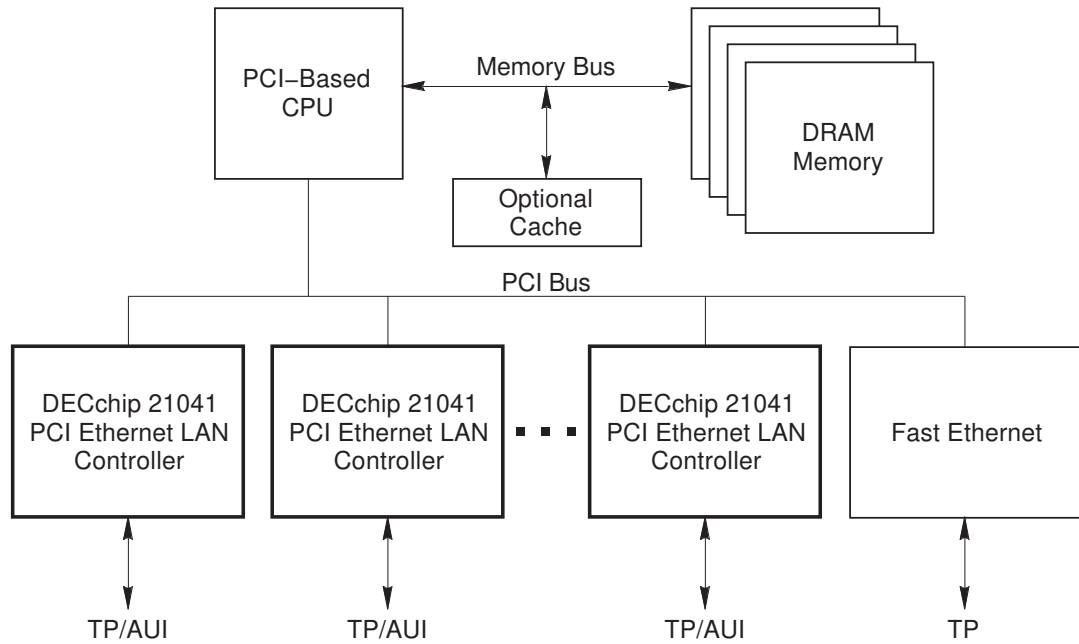 PCI–Based
CPU
Memory Bus
DRAM
Memory
Optional
Cache
PCI Bus
DECchip 21041
PCI Ethernet LAN
Controller
DECchip 21041
PCI Ethernet LAN
Controller
DECchip 21041
PCI Ethernet LAN
Controller
Fast Ethernet
TP/AUI
TP/AUI
TP/AUI
TP